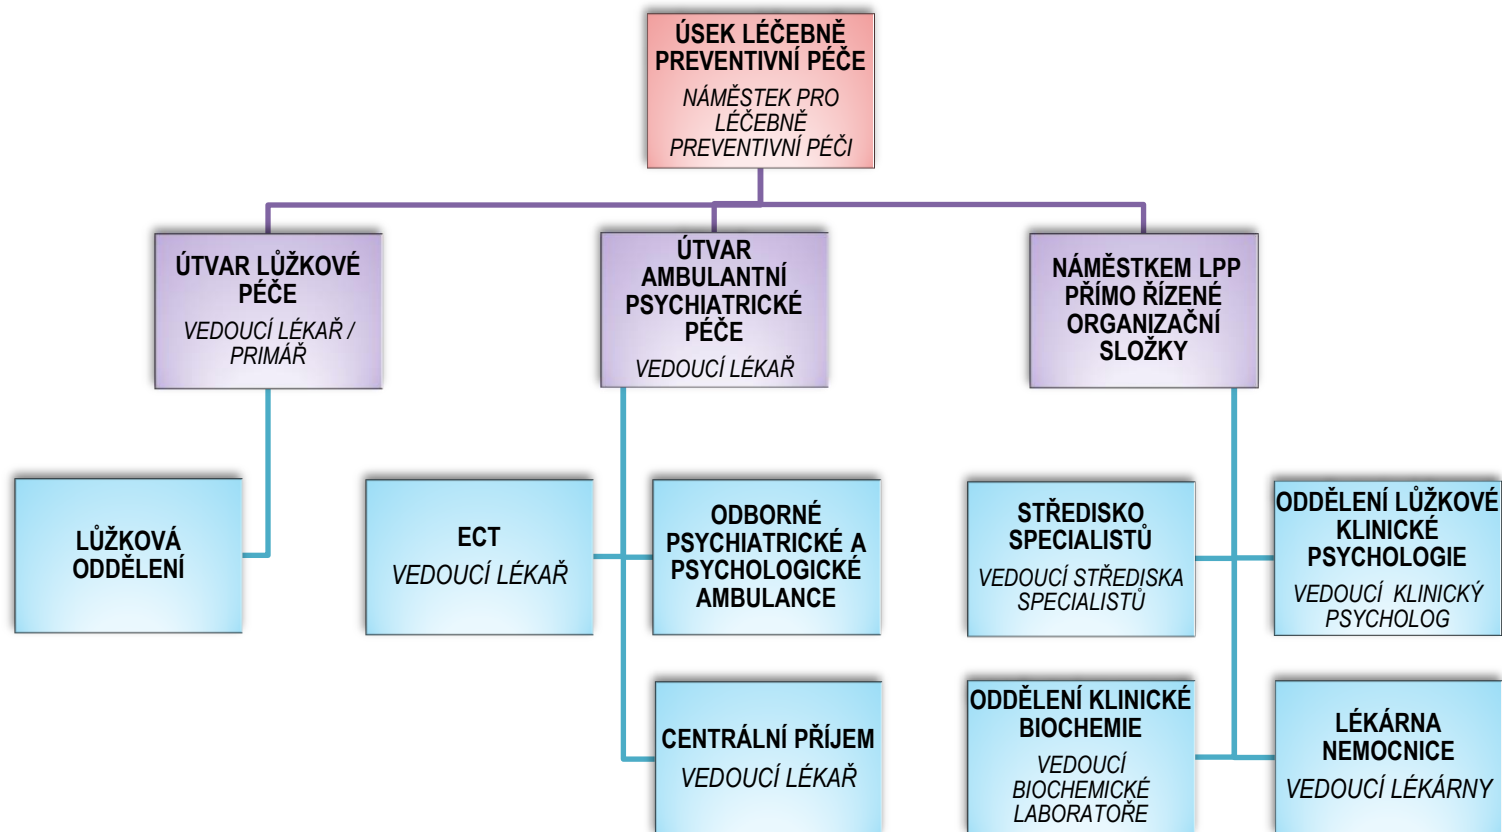 ÚSEK LÉČEBNĚ
PREVENTIVNÍ PÉČE
NÁMĚSTEK PRO
LÉČEBNĚ
PREVENTIVNÍ PÉČI
ÚTVAR LŮŽKOVÉ
PÉČE
VEDOUCÍ LÉKAŘ /
PRIMÁŘ
ÚTVAR
AMBULANTNÍ
PSYCHIATRICKÉ
PÉČE
VEDOUCÍ LÉKAŘ
NÁMĚSTKEM LPP
PŘÍMO ŘÍZENÉ
ORGANIZAČNÍ
SLOŽKY
LŮŽKOVÁ
ODDĚLENÍ
ECT
VEDOUCÍ LÉKAŘ
ODBORNÉ
PSYCHIATRICKÉ A
PSYCHOLOGICKÉ
AMBULANCE
STŘEDISKO
SPECIALISTŮ
VEDOUCÍ STŘEDISKA
SPECIALISTŮ
ODDĚLENÍ LŮŽKOVÉ
KLINICKÉ
PSYCHOLOGIE
VEDOUCÍ KLINICKÝ
PSYCHOLOG
CENTRÁLNÍ PŘÍJEM
VEDOUCÍ LÉKAŘ
ODDĚLENÍ KLINICKÉ
BIOCHEMIE
VEDOUCÍ
BIOCHEMICKÉ
LABORATOŘE
LÉKÁRNA
NEMOCNICE
VEDOUCÍ LÉKÁRNY